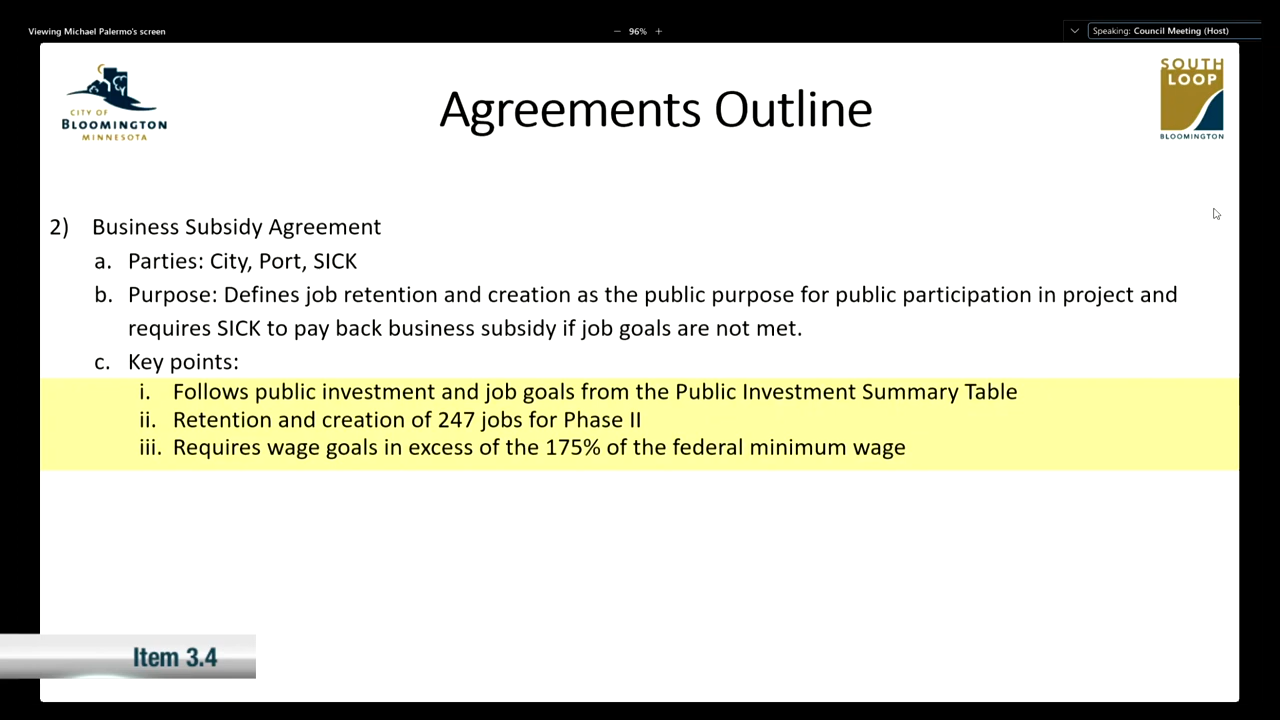 Viewing Michael Palermo's screen
− 96% +
Speaking: Council Meeting (Host)
CITY OF
BLOOMINGTON
MINNESOTA
Agreements Outline
SOUTH
LOOP
BLOOMINGTON
2) Business Subsidy Agreement
a. Parties: City, Port, SICK
b. Purpose: Defines job retention and creation as the public purpose for public participation in project and
requires SICK to pay back business subsidy if job goals are not met.
c. Key points:
i. Follows public investment and job goals from the Public Investment Summary Table
ii. Retention and creation of 247 jobs for Phase II
iii. Requires wage goals in excess of the 175% of the federal minimum wage
Item 3.4